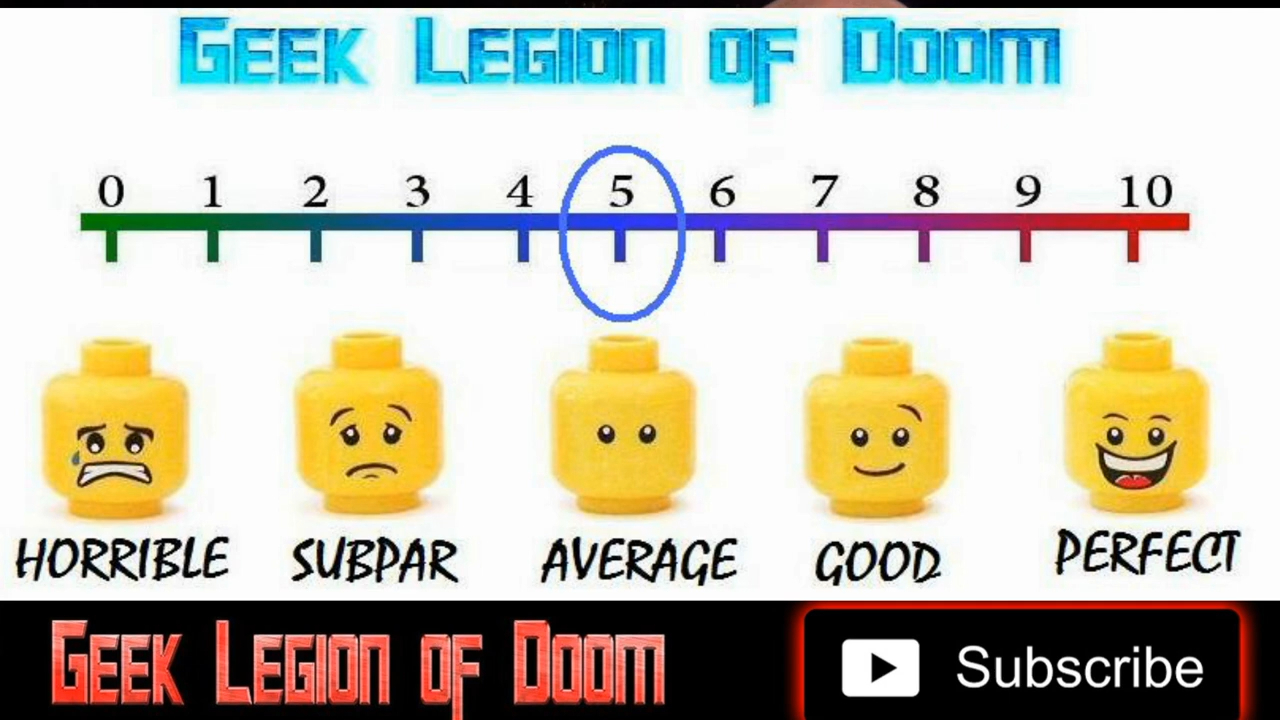 Geek Legion of Doom
0 1 2 3 4 5 6 7 8 9 10
HORRIBLE SUBPAR AVERAGE GOOD PERFECT
Geek Legion of Doom
Subscribe